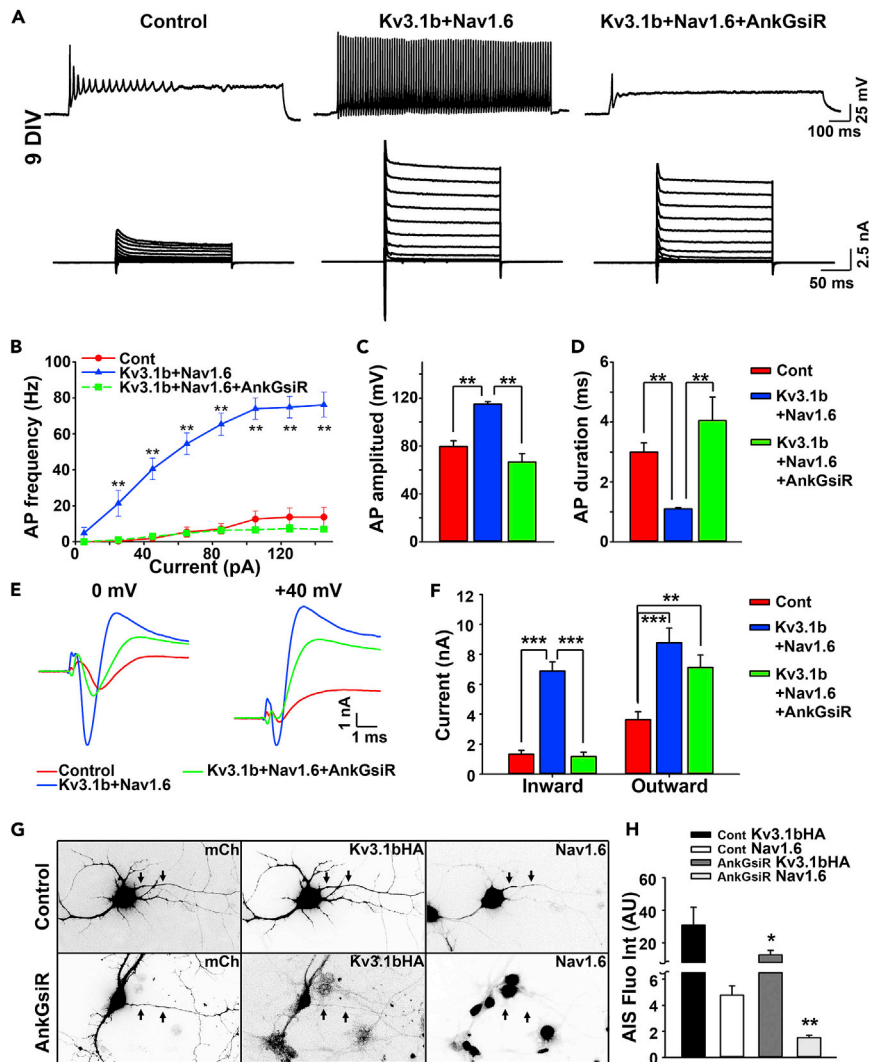 A
Control
Kv3.1b+Nav1.6
Kv3.1b+Nav1.6+AnkGsiR
9 DIV
25 mV
100 ms
2.5 nA
50 ms
B
Cont
Kv3.1b+Nav1.6
Kv3.1b+Nav1.6+AnkGsiR
AP frequency (Hz)
100
80
60
40
20
0
** ** ** ** ** ** ** **
0 40 80 120
Current (pA)
C
AP amplitued (mV)
120
80
40
0
** **
D
AP duration (ms)
6
4
2
0
** **
Cont
Kv3.1b
+Nav1.6
Kv3.1b
+Nav1.6
+AnkGsiR
E
0 mV
+40 mV
1 nA
1 ms
Control
Kv3.1b+Nav1.6
Kv3.1b+Nav1.6+AnkGsiR
F
Current (nA)
12
10
8
6
4
2
0
*** ***
**
***
Inward Outward
Cont
Kv3.1b
+Nav1.6
Kv3.1b
+Nav1.6
+AnkGsiR
G
Control
mCh
Kv3.1bHA
Nav1.6
AnkGsiR
mCh
Kv3.1bHA
Nav1.6
H
Cont Kv3.1bHA
Cont Nav1.6
AnkGsiR Kv3.1bHA
AnkGsiR Nav1.6
AIS Fluo Int (AU)
60
40
20
6
4
2
0
*
**